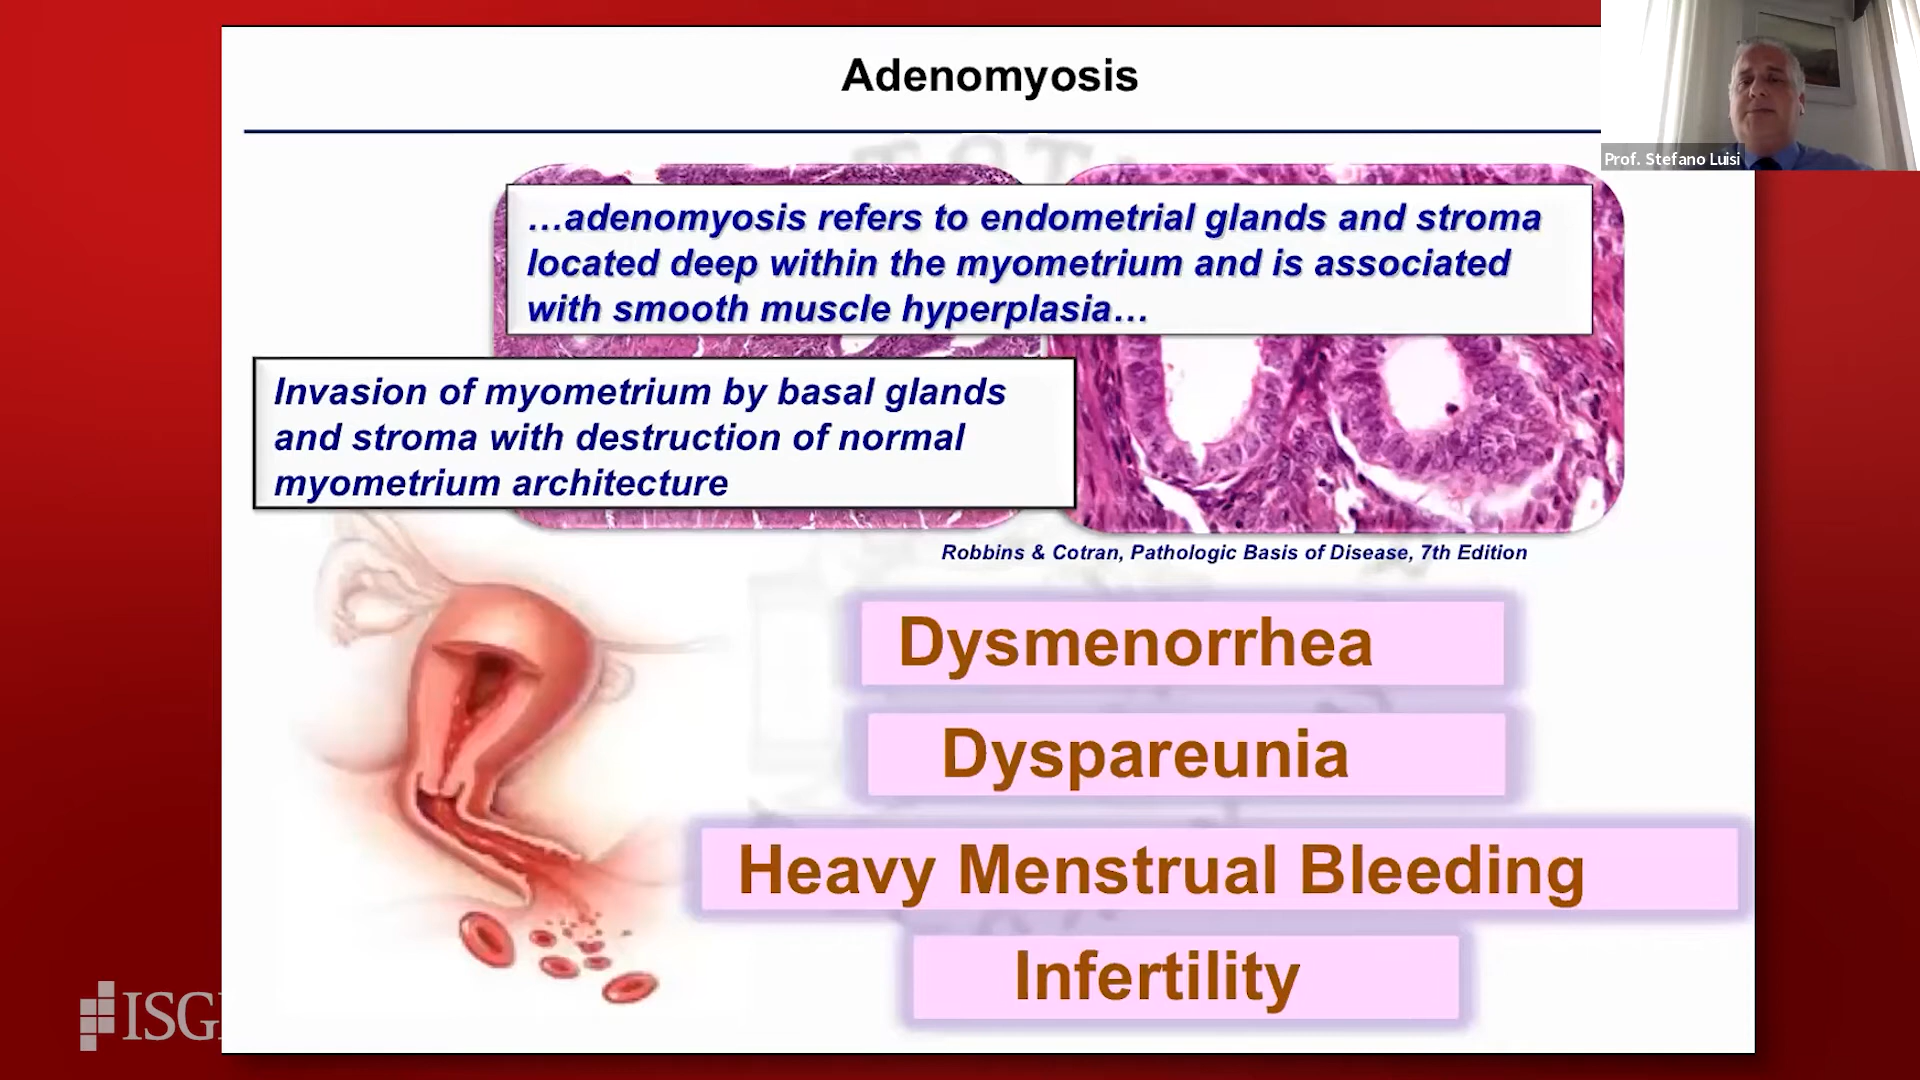 Adenomyosis
Prof. Stefano Luisi
…adenomyosis refers to endometrial glands and stroma
located deep within the myometrium and is associated
with smooth muscle hyperplasia…
Invasion of myometrium by basal glands
and stroma with destruction of normal
myometrium architecture
Robbins & Cotran, Pathologic Basis of Disease, 7th Edition
Dysmenorrhea
Dyspareunia
Heavy Menstrual Bleeding
Infertility